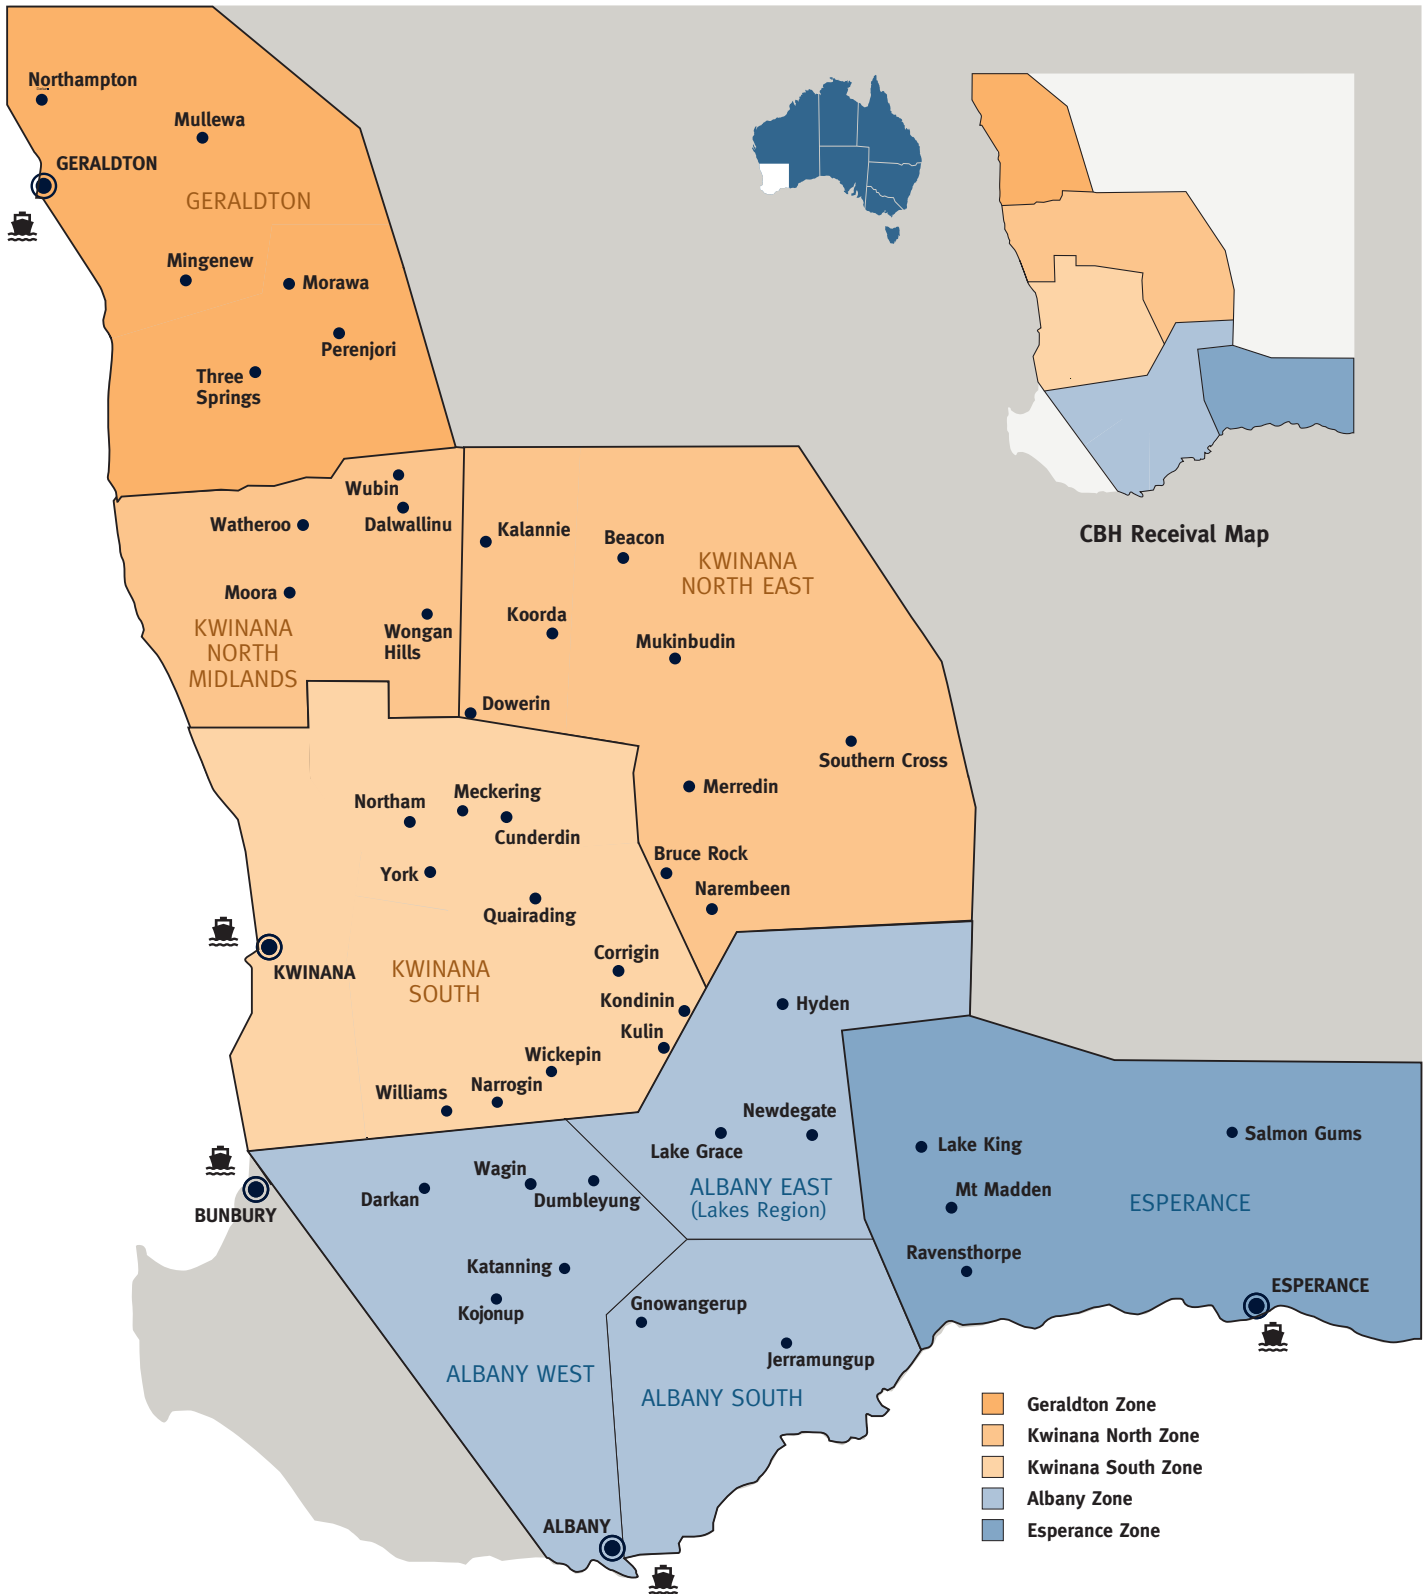 Northampton
Mullewa
GERALDTON
GERALDTON
Mingenew
Morawa
Perenjori
Three
Springs
CBH Receival Map
Wubin
Dalwallinu
Watheroo
Kalannie
Beacon
KWINANA
NORTH EAST
Moora
Koorda
Wongan
Hills
KWINANA
NORTH
MIDLANDS
Mukinbudin
Dowerin
Southern Cross
Merredin
Meckering
Northam
Cunderdin
Bruce Rock
York
Narembeen
Quairading
Corrigin
KWINANA
KWINANA
SOUTH
Kondinin
Hyden
Kulin
Wickepin
Narrogin
Williams
Newdegate
Lake Grace
Lake King
Salmon Gums
Wagin
Darkan
Dumbleyung
ALBANY EAST
(Lakes Region)
Mt Madden
ESPERANCE
BUNBURY
Ravensthorpe
Katanning
ESPERANCE
Kojonup
Gnowangerup
Jerramungup
ALBANY WEST
ALBANY SOUTH
ALBANY
Geraldton Zone
Kwinana North Zone
Kwinana South Zone
Albany Zone
Esperance Zone